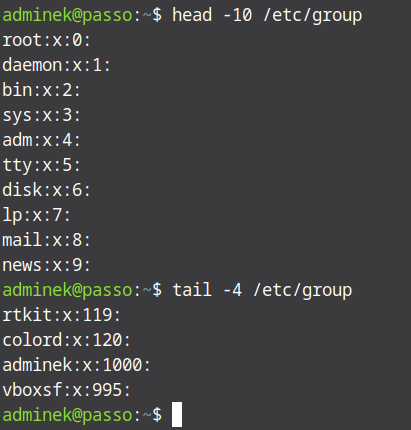 adminek@passo:~$ head -10 /etc/group
root:x:0:
daemon:x:1:
bin:x:2:
sys:x:3:
adm:x:4:
tty:x:5:
disk:x:6:
lp:x:7:
mail:x:8:
news:x:9:
adminek@passo:~$ tail -4 /etc/group
rtkit:x:119:
colord:x:120:
adminek:x:1000:
vboxsf:x:995:
adminek@passo:~$